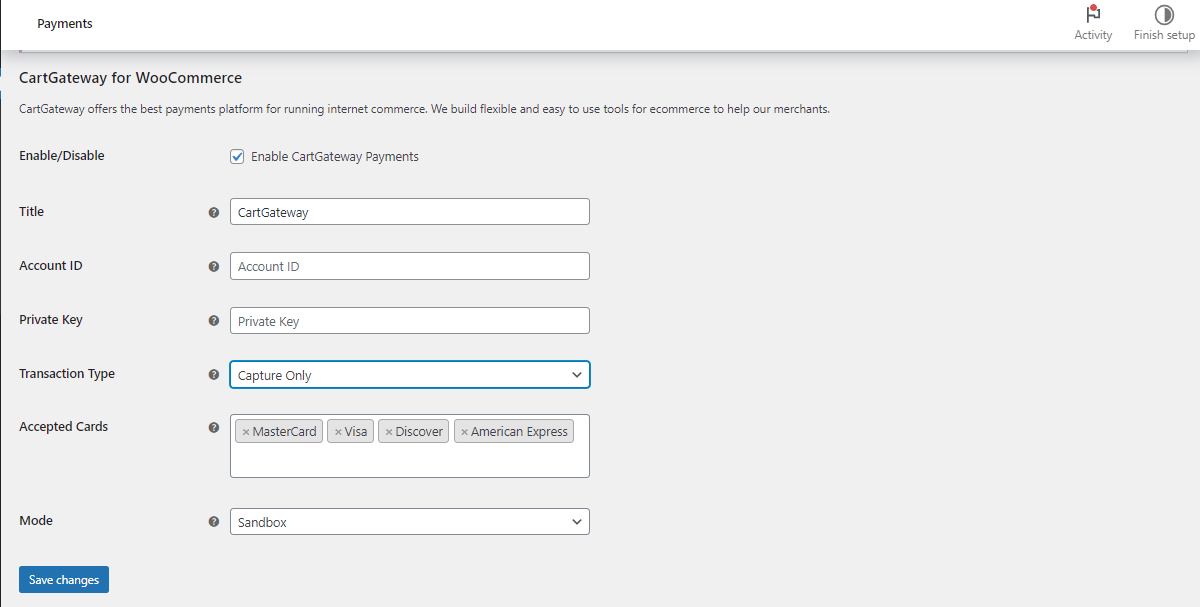 Payments
Activity
Finish setup
CartGateway for WooCommerce
CartGateway offers the best payments platform for running internet commerce. We build flexible and easy to use tools for ecommerce to help our merchants.
Enable/Disable
Enable CartGateway Payments
Title
CartGateway
Account ID
Account ID
Private Key
Private Key
Transaction Type
Capture Only
Accepted Cards
× MasterCard × Visa × Discover × American Express
Mode
Sandbox
Save changes